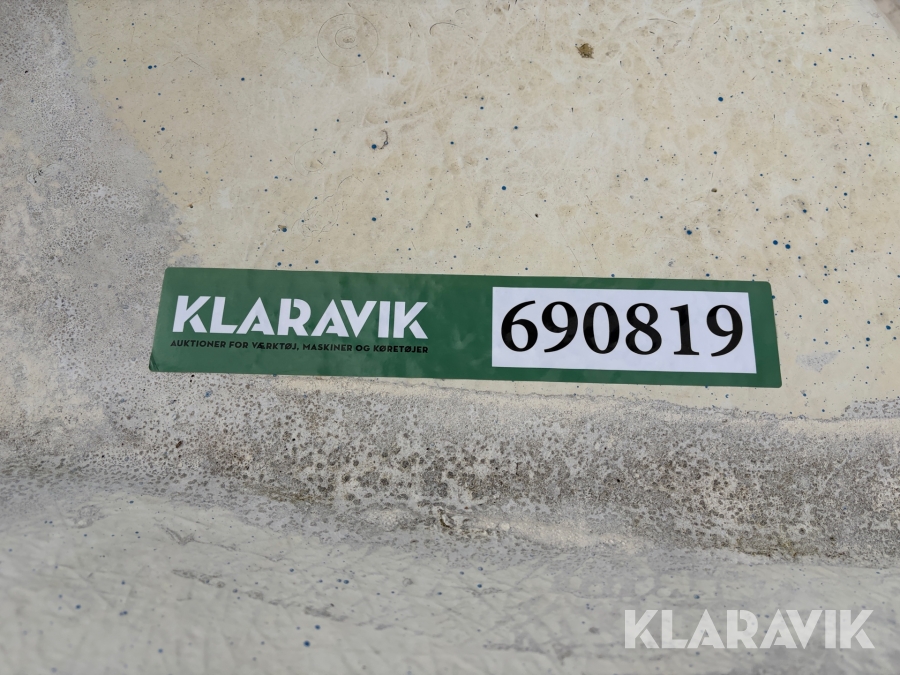 KLARAVIK
AUKTIONER FOR VÆRKTØJ, MASKINER OG KØRETØJER
690819
KLARAVIK